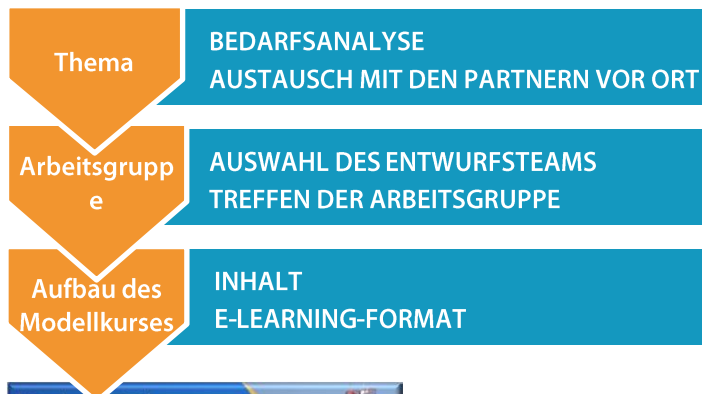 Thema
BEDARFSANALYSE
AUSTAUSCH MIT DEN PARTNERN VOR ORT
Arbeitsgrupp
e
AUSWAHL DES ENTWURFSTEAMS
TREFFEN DER ARBEITSGRUPPE
Aufbau des
Modellkurses
INHALT
E-LEARNING-FORMAT